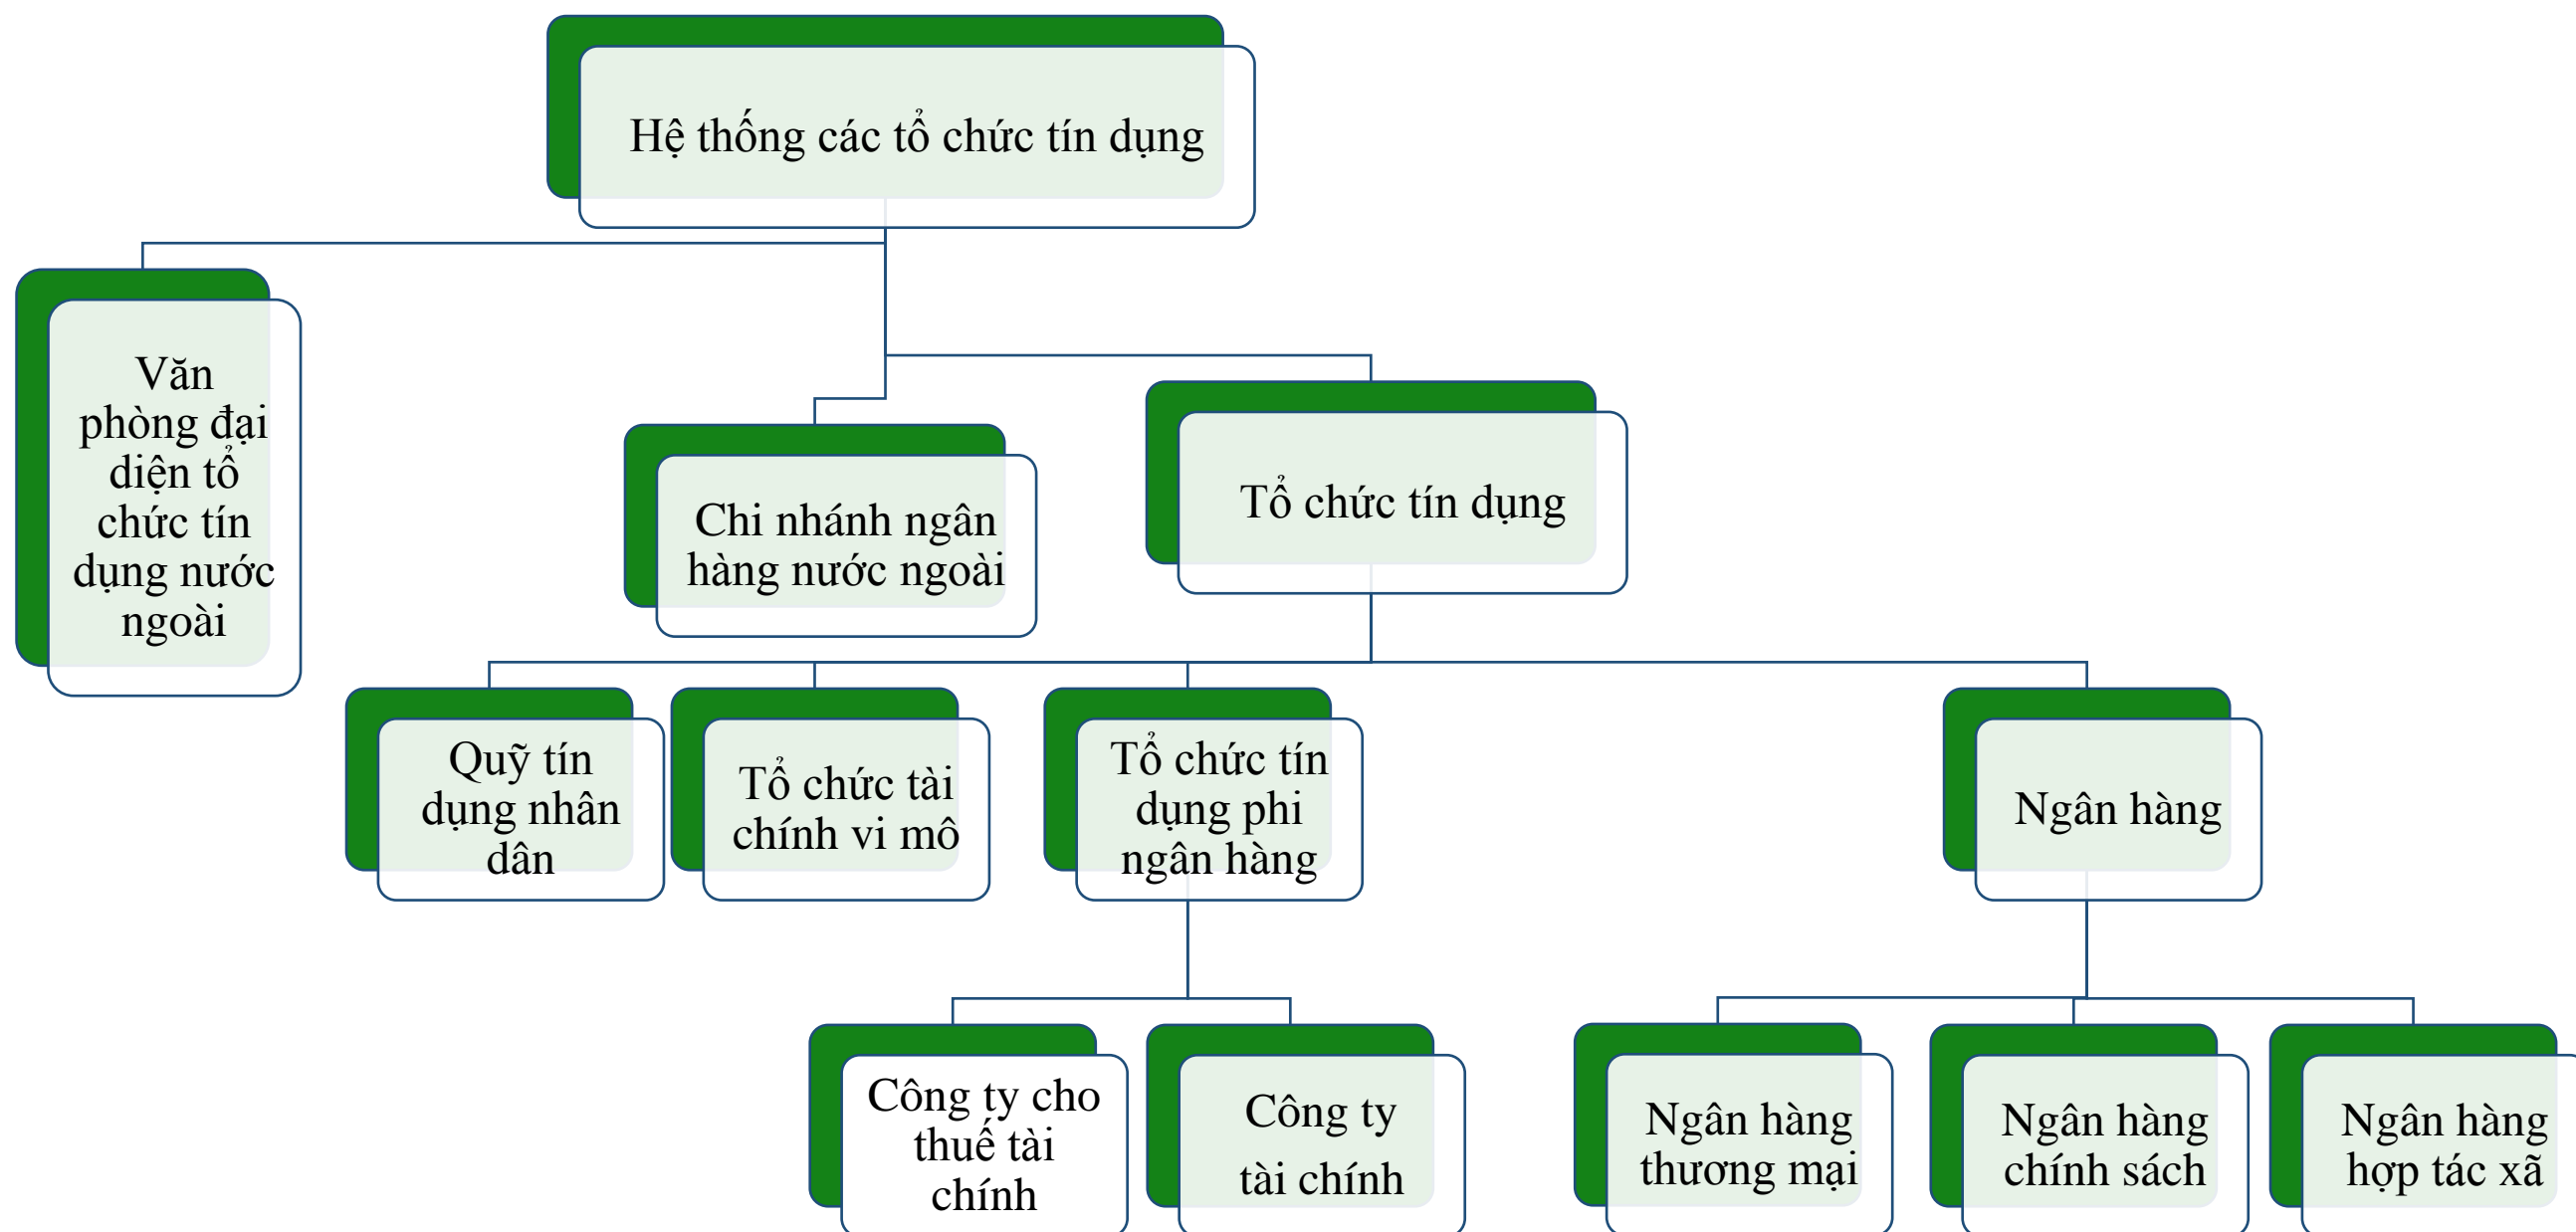 Hệ thống các tổ chức tín dụng
Văn
phòng đại
diện tổ
chức tín
dụng nước
ngoài
Chi nhánh ngân
hàng nước ngoài
Tổ chức tín dụng
Quỹ tín
dụng nhân
dân
Tổ chức tài
chính vi mô
Tổ chức tín
dụng phi
ngân hàng
Ngân hàng
Công ty cho
thuế tài
chính
Công ty
tài chính
Ngân hàng
thương mại
Ngân hàng
chính sách
Ngân hàng
hợp tác xã